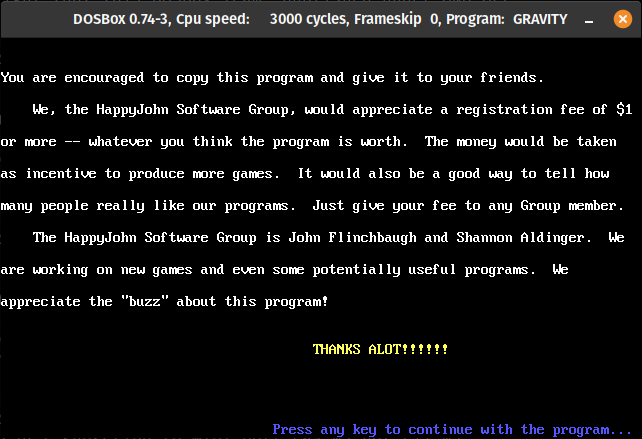 DOSBox 0.74-3, Cpu speed: 3000 cycles, Frameskip 0, Program: GRAVITY
You are encouraged to copy this program and give it to your friends.
We, the HappyJohn Software Group, would appreciate a registration fee of $1
or more -- whatever you think the program is worth. The money would be taken
as incentive to produce more games. It would also be a good way to tell how
many people really like our programs. Just give your fee to any Group member.
The HappyJohn Software Group is John Flinchbaugh and Shannon Aldinger. We
are working on new games and even some potentially useful programs. We
appreciate the "buzz" about this program!
THANKS ALOT!!!!!!
Press any key to continue with the program...